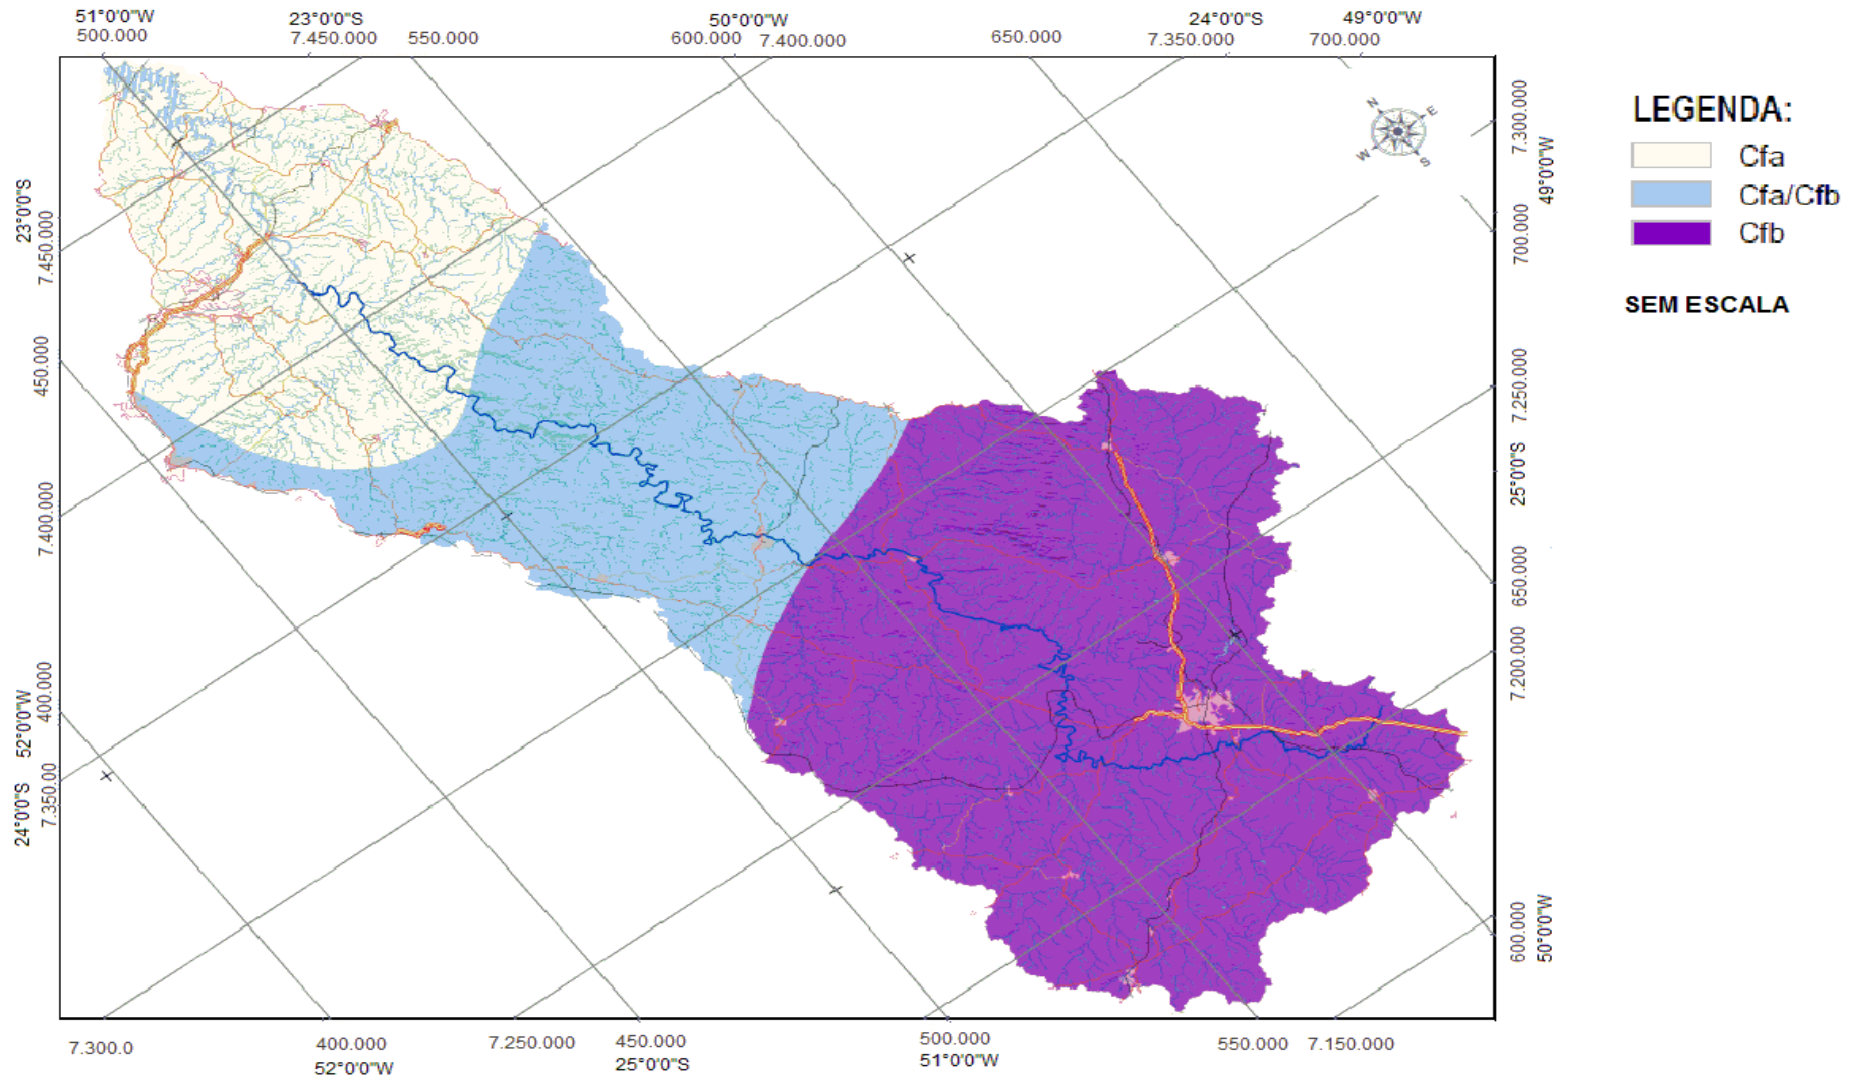 51°0'0"W
23°0'0"S
50°0'0"W
24°0'0"S
49°0'0"W
500.000
7.450.000
550.000
600.000
7.400.000
650.000
7.350.000
700.000
23°0'0"S
7.450.000
450.000
7.400.000
400.000
52°0'0"W
7.350.00
24°0'0"S
N
E
W
S
7.300.000
49°0'0"W
700.000
7.250.000
25°0'0"S
650.000
7.200.000
600.000
50°0'0"W
7.300.0
400.000
52°0'0"W
7.250.000
450.000
25°0'0"S
500.000
51°0'0"W
550.000
7.150.000
LEGENDA:
Cfa
Cfa/Cfb
Cfb
SEM ESCALA